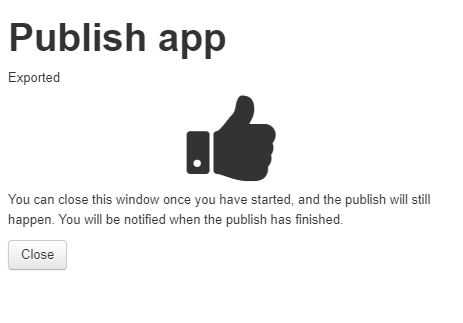 Publish app
Exported
You can close this window once you have started, and the publish will still
happen. You will be notified when the publish has finished.
Close